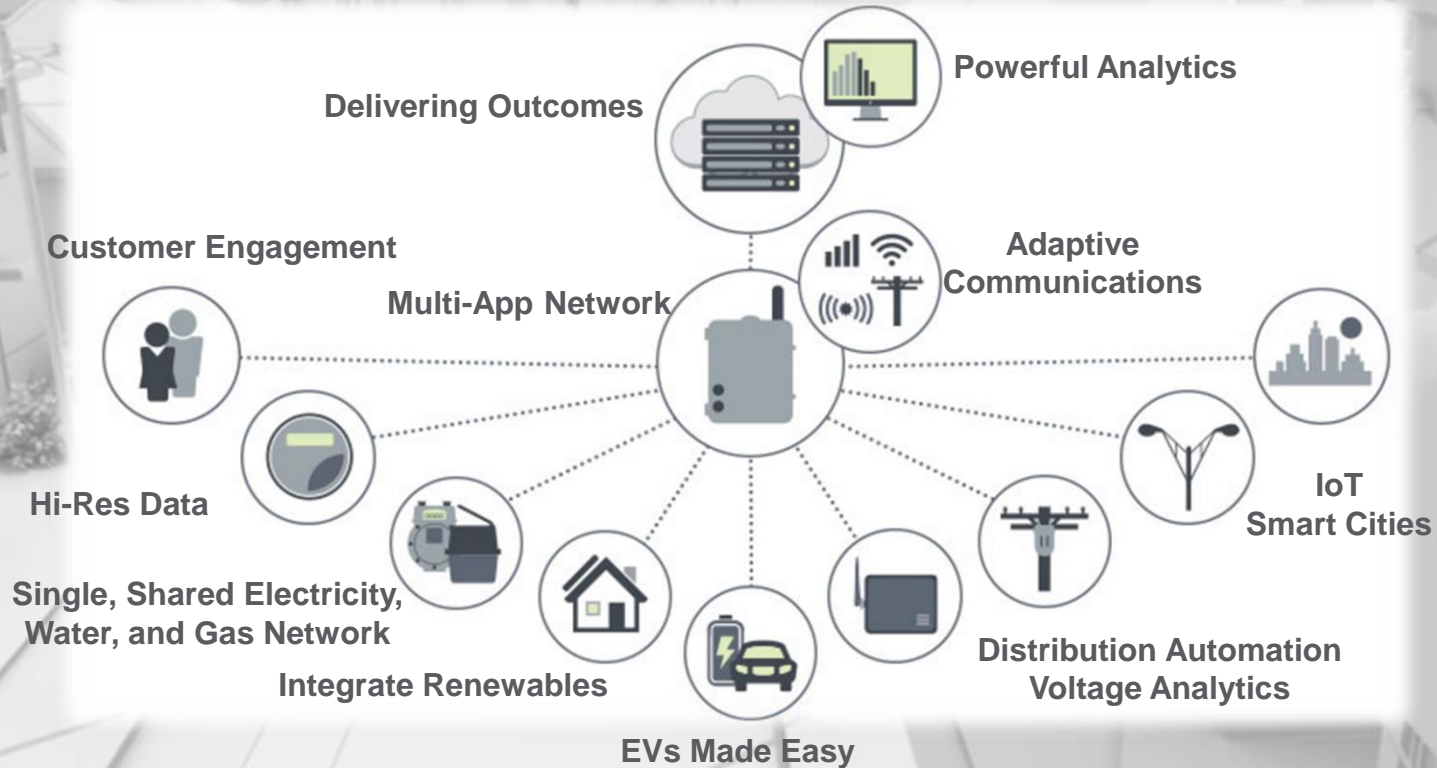 Powerful Analytics
Delivering Outcomes
Customer Engagement
Adaptive
Communications
Multi-App Network
Hi-Res Data
IoT
Smart Cities
Single, Shared Electricity,
Water, and Gas Network
Distribution Automation
Voltage Analytics
Integrate Renewables
EVs Made Easy